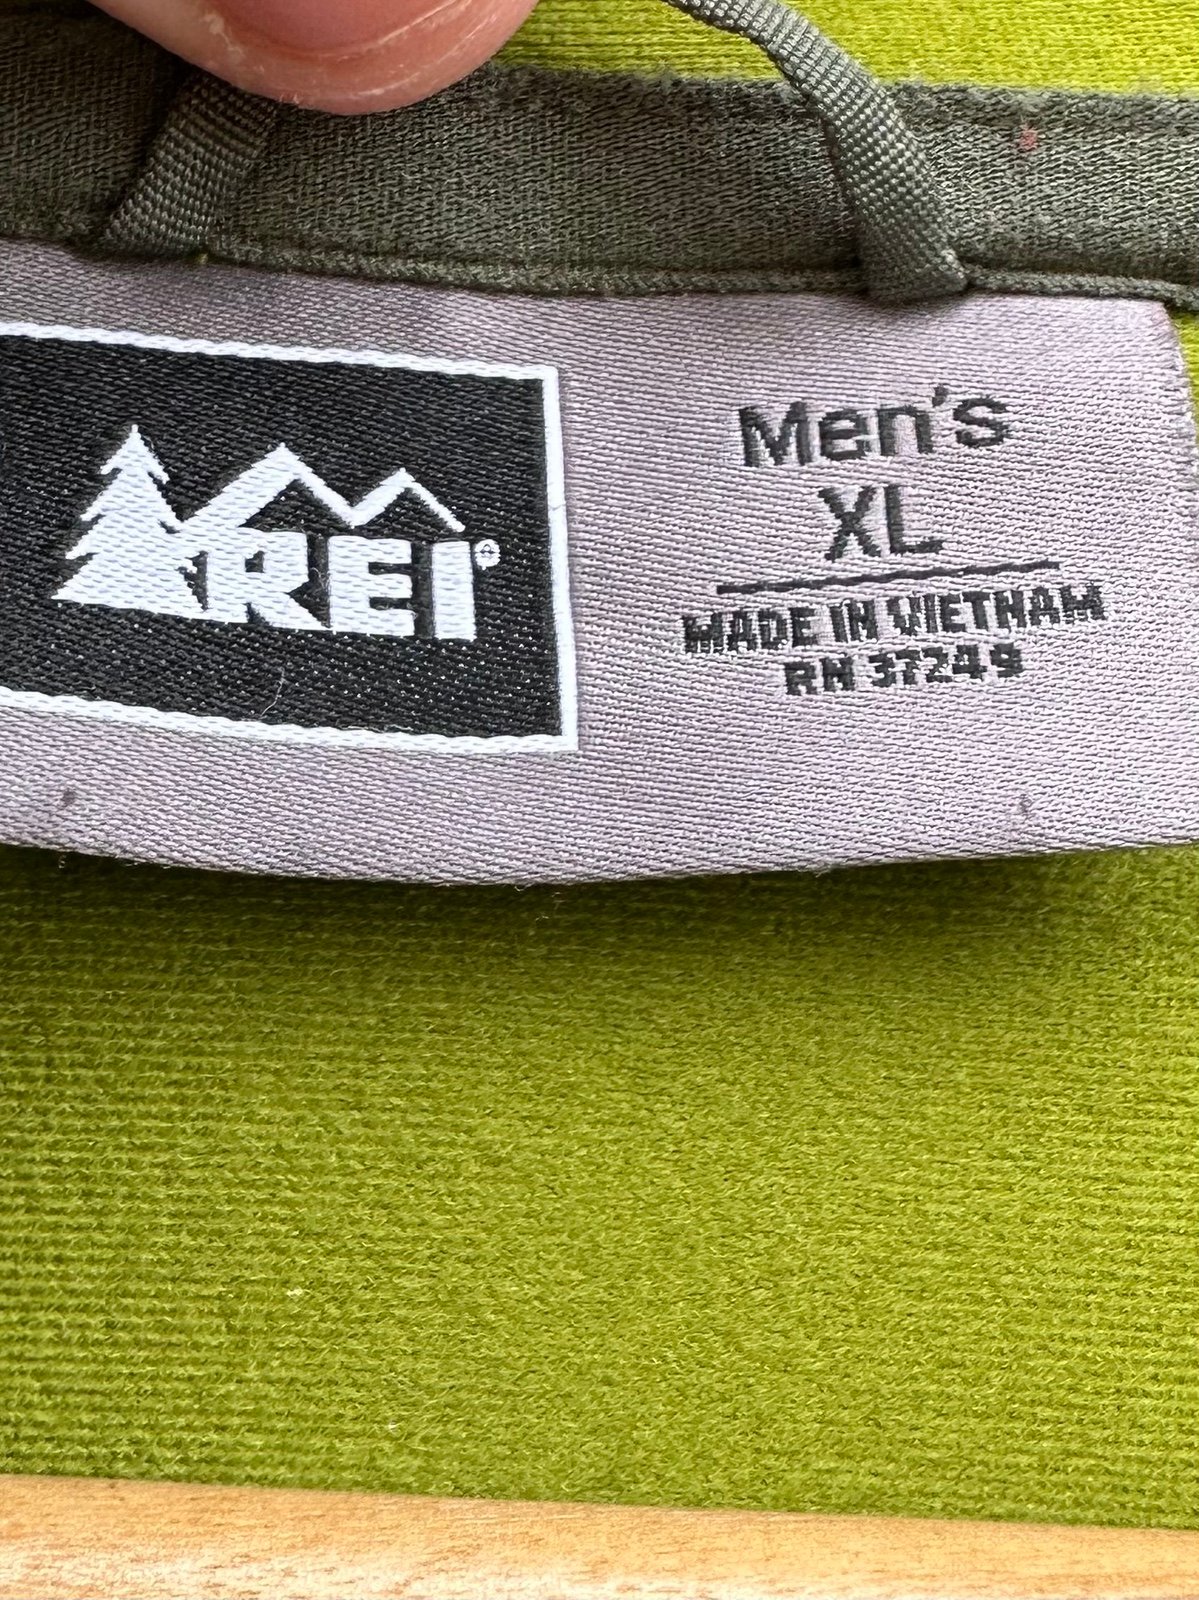 REI®
Men's
XL
MADE IN VIETNAM
RN 37249